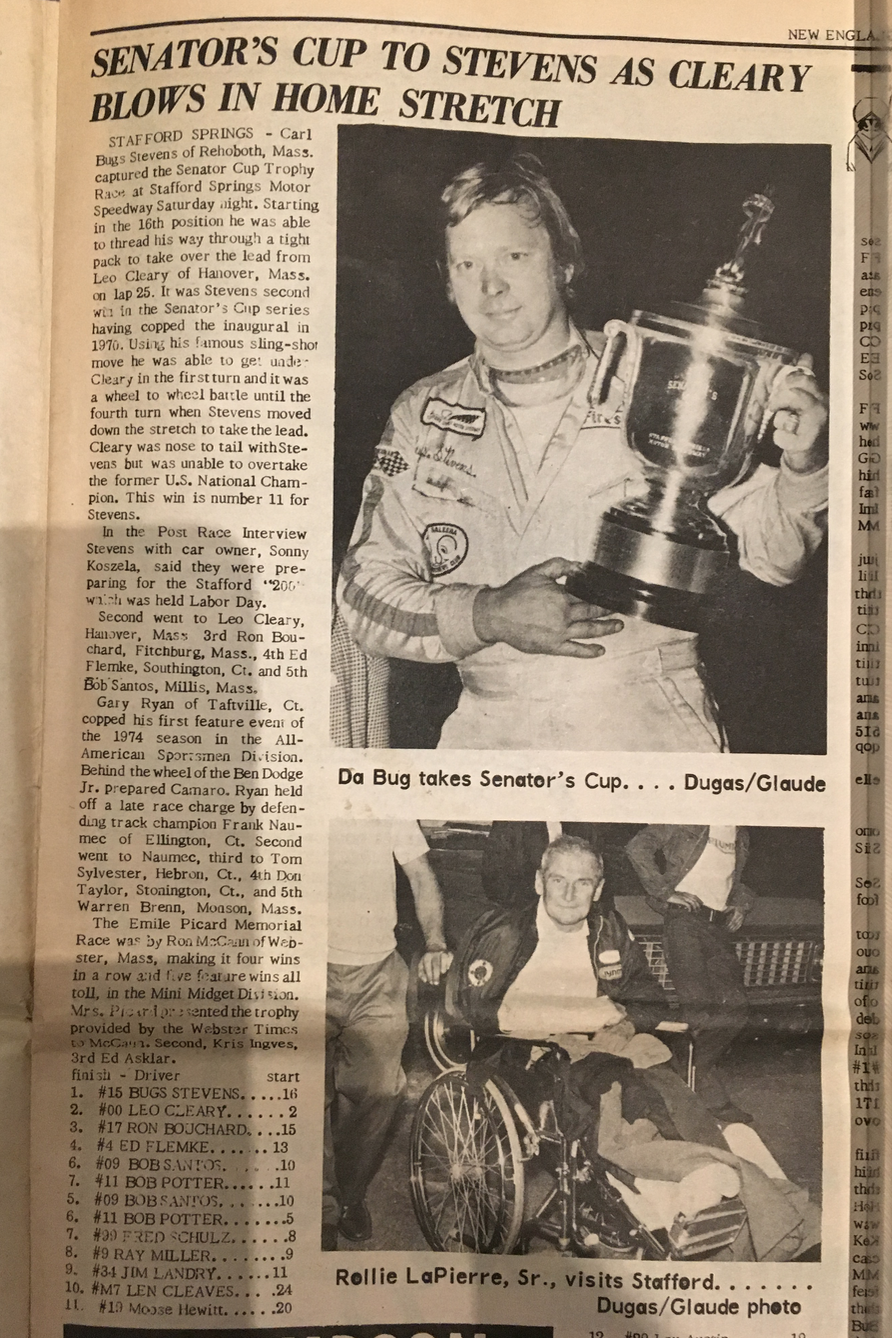 NEW ENGLA
SENATOR'S CUP TO STEVENS AS CLEARY
BLOWS IN HOME STRETCH
STAFFORD SPRINGS - Carl
Bugs Stevens of Rehoboth, Mass.
captured the Senator Cup Trophy
Race at Stafford Springs Motor
Speedway Saturday night. Starting
in the 16th position he was able
to thread his way through a tight
pack to take over the lead from
Leo Cleary of Hanover, Mass.
on lap 25. It was Stevens second
win in the Senator's Cup series
having copped the inaugural in
1970. Using his famous sling-shot
move he was able to get under
Cleary in the first turn and it was
a wheel to wheel battle until the
fourth turn when Stevens moved
down the stretch to take the lead.
Cleary was nose to tail with Ste-
vens but was unable to overtake
the former U.S. National Cham-
pion. This win is number 11 for
Stevens.
In the Post Race Interview
Stevens with car owner, Sonny
Koszela, said they were pre-
paring for the Stafford "200"
which was held Labor Day.
Second went to Leo Cleary,
Hanover, Mass 3rd Ron Bou-
chard, Fitchburg, Mass., 4th Ed
Flemke, Southington, Ct. and 5th
Bob Santos, Millis, Mass.
Gary Ryan of Taftville, Ct.
copped his first feature event of
the 1974 season in the All-
American Sportsmen Division.
Behind the wheel of the Ben Dodge
Jr. prepared Camaro. Ryan held
off a late race charge by defen-
ding track champion Frank Nau-
mec of Ellington, Ct. Second
went to Naumec, third to Tom
Sylvester, Hebron, Ct., 4th Don
Taylor, Stonington, Ct., and 5th
Warren Brenn, Monson, Mass.
The Emile Picard Memorial
Race was by Ron McCann of Web-
ster, Mass, making it four wins
in a row and five feature wins all
toll, in the Mini Midget Division.
Mrs. Picard presented the trophy
provided by the Webster Times
to McCann. Second, Kris Ingves,
3rd Ed Asklar.
finish - Driver start
1. #15 BUGS STEVENS.....16
2. #00 LEO CLEARY......2
3. #17 RON BOUCHARD....15
4. #4 ED FLEMKE.......13
6. #09 BOB SANTOS. . . .10
7. #11 BOB POTTER......11
5. #09 BOB SANTOS. . ....10
6. #11 BOB POTTER.......5
7. #99 FRED SCHULZ......8
8. #9 RAY MILLER........9
9. #34 JIM LANDRY.....11
10. #M7 LEN CLEAVES....24
11. #19 Moose Hewitt.....20
Da Bug takes Senator's Cup.... Dugas/Glaude
Rollie LaPierre, Sr., visits Stafford.......
Dugas/Glaude photo